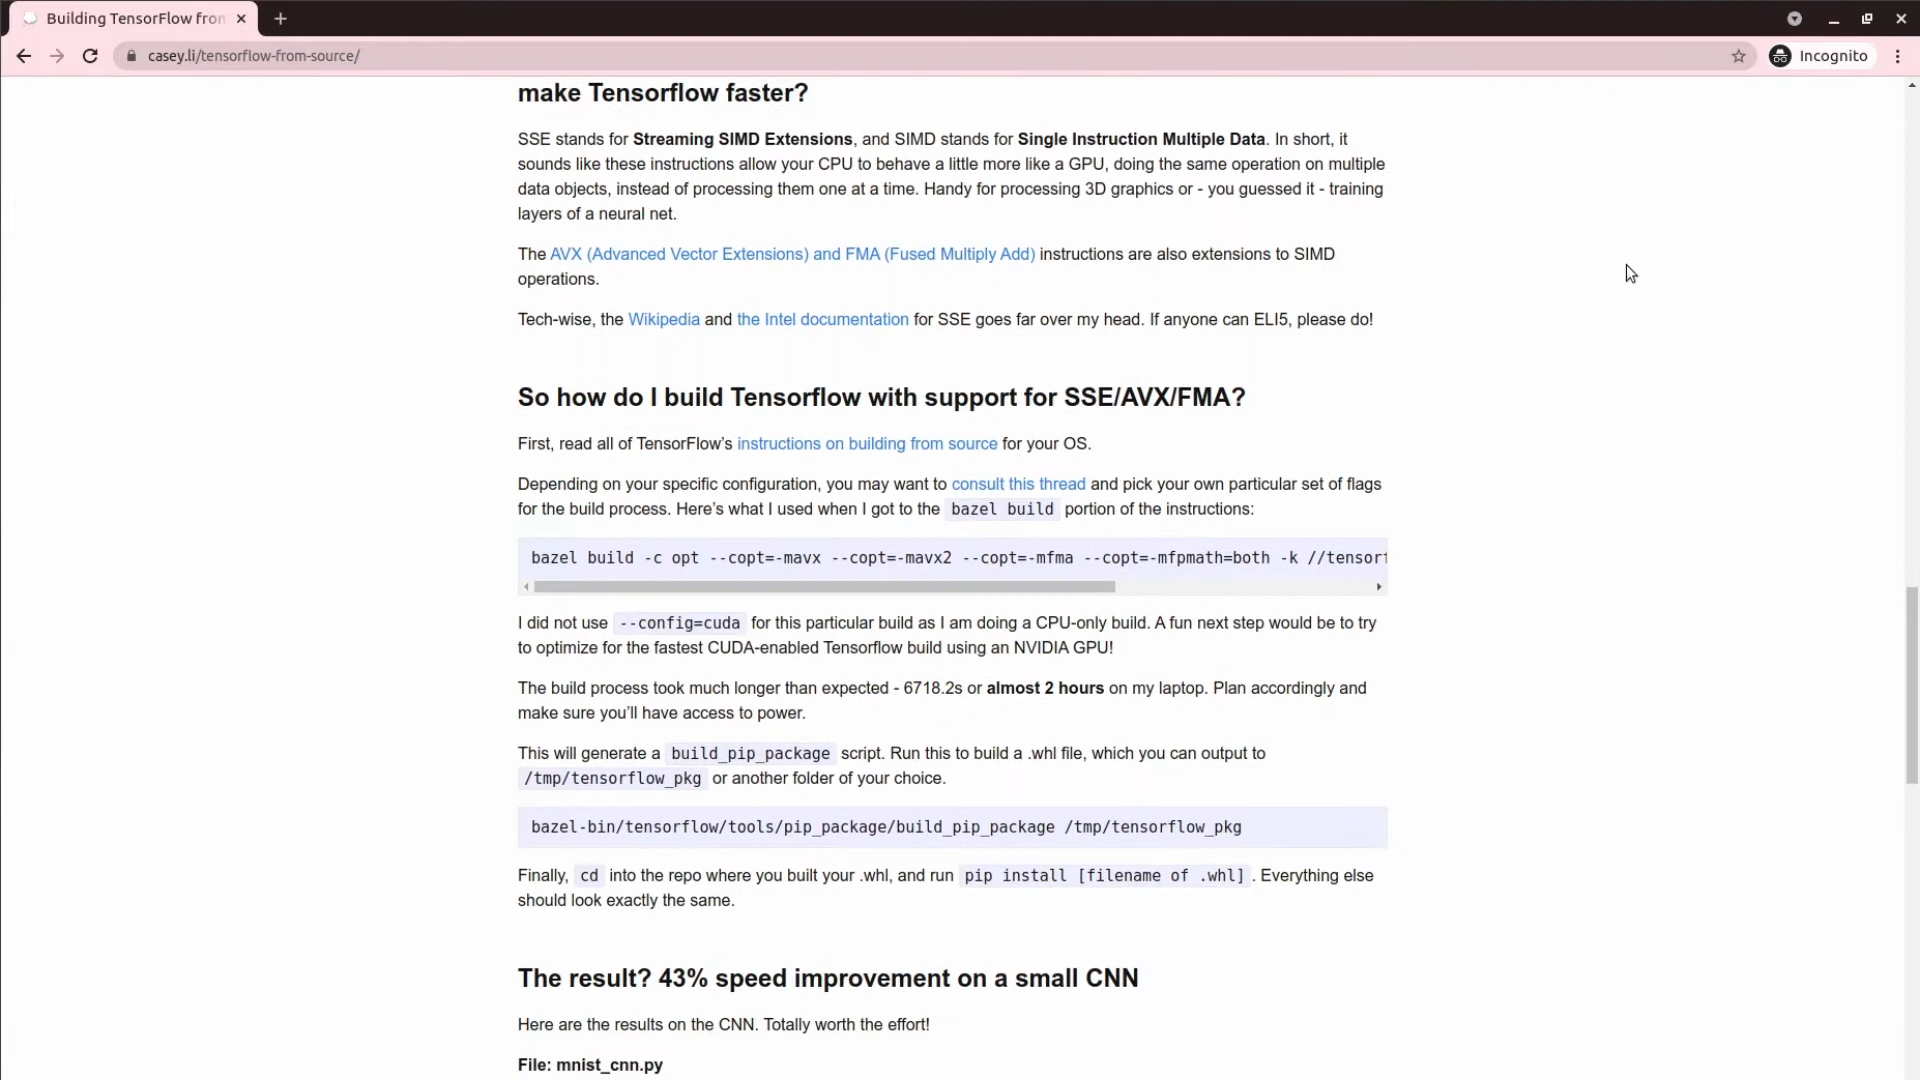 Building TensorFlow from
casey.li/tensorflow-from-source/
Incognito
make Tensorflow faster?
SSE stands for Streaming SIMD Extensions, and SIMD stands for Single Instruction Multiple Data. In short, it
sounds like these instructions allow your CPU to behave a little more like a GPU, doing the same operation on multiple
data objects, instead of processing them one at a time. Handy for processing 3D graphics or - you guessed it - training
layers of a neural net.
The AVX (Advanced Vector Extensions) and FMA (Fused Multiply Add) instructions are also extensions to SIMD
operations.
Tech-wise, the Wikipedia and the Intel documentation for SSE goes far over my head. If anyone can ELI5, please do!
So how do I build Tensorflow with support for SSE/AVX/FMA?
First, read all of TensorFlow’s instructions on building from source for your OS.
Depending on your specific configuration, you may want to consult this thread and pick your own particular set of flags
for the build process. Here’s what I used when I got to the bazel build portion of the instructions:
bazel build -c opt --copt=-mavx --copt=-mavx2 --copt=-mfma --copt=-mfpmath=both -k //tensorf
I did not use --config=cuda for this particular build as I am doing a CPU-only build. A fun next step would be to try
to optimize for the fastest CUDA-enabled Tensorflow build using an NVIDIA GPU!
The build process took much longer than expected - 6718.2s or almost 2 hours on my laptop. Plan accordingly and
make sure you’ll have access to power.
This will generate a build_pip_package script. Run this to build a .whl file, which you can output to
/tmp/tensorflow_pkg or another folder of your choice.
bazel-bin/tensorflow/tools/pip_package/build_pip_package /tmp/tensorflow_pkg
Finally, cd into the repo where you built your .whl, and run pip install [filename of .whl]. Everything else
should look exactly the same.
The result? 43% speed improvement on a small CNN
Here are the results on the CNN. Totally worth the effort!
File: mnist_cnn.py